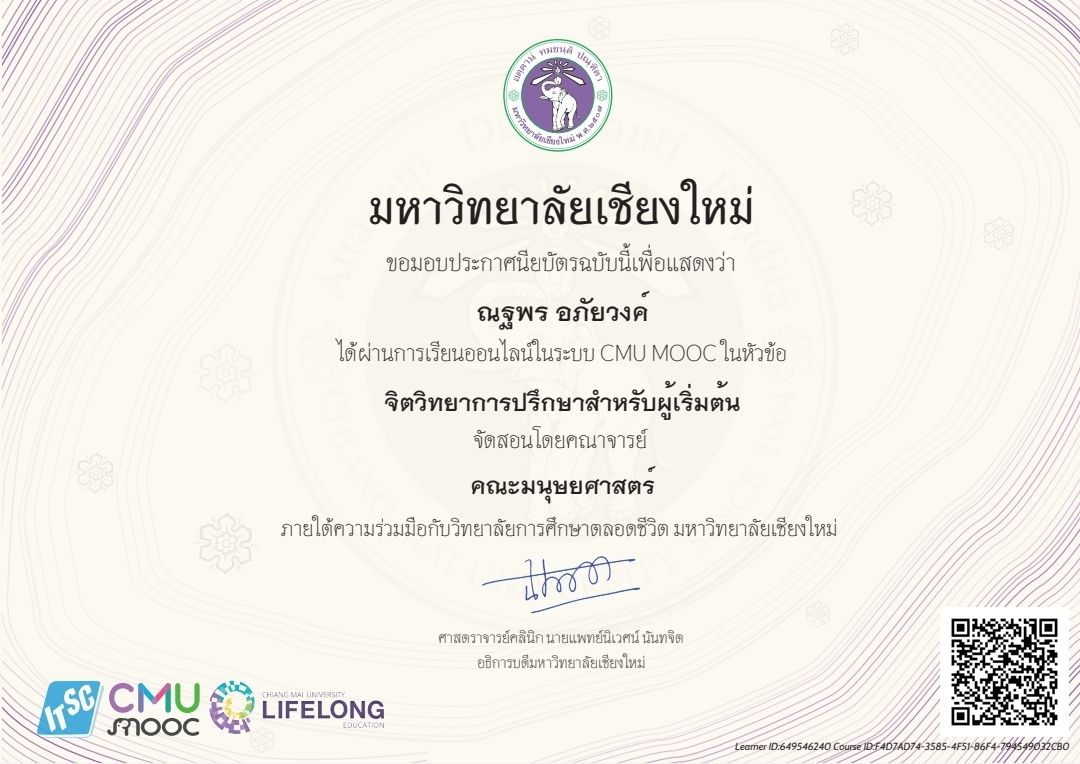 อตฺตานํ ทมยนฺติ ปณฺฑิตา
มหาวิทยาลัยเชียงใหม่ พ.ศ.๒๕๐๗
มหาวิทยาลัยเชียงใหม่
ขอมอบประกาศนียบัตรฉบับนี้เพื่อแสดงว่า
ณฐพร อภัยวงค์
ได้ผ่านการเรียนออนไลน์ในระบบ CMU MOOC ในหัวข้อ
จิตวิทยาการปรึกษาสำหรับผู้เริ่มต้น
จัดสอนโดยคณาจารย์
คณะมนุษยศาสตร์
ภายใต้ความร่วมมือกับวิทยาลัยการศึกษาตลอดชีวิต มหาวิทยาลัยเชียงใหม่
ศาสตราจารย์คลินิก นายแพทย์นิเวศน์ นันทจิต
อธิการบดีมหาวิทยาลัยเชียงใหม่
ITSC
CMU
MOOC
CHIANG MAI UNIVERSITY
LIFELONG
EDUCATION
Learner ID:649546240 Course ID:F4D7AD74-3585-4F51-86F4-794549032CB0